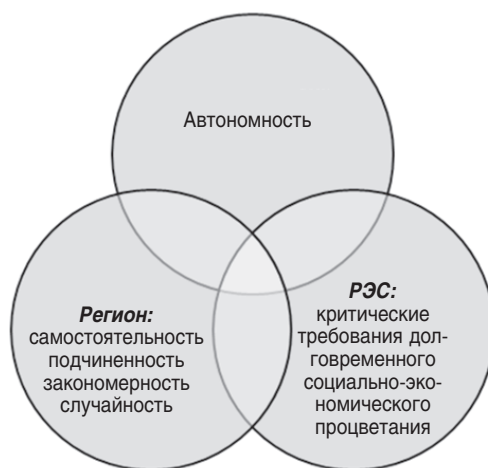 Автономность
Регион:
самостоятельность
подчиненность
закономерность
случайность
РЭС:
критические
требования дол-
говременного
социально-эко-
номического
процветания